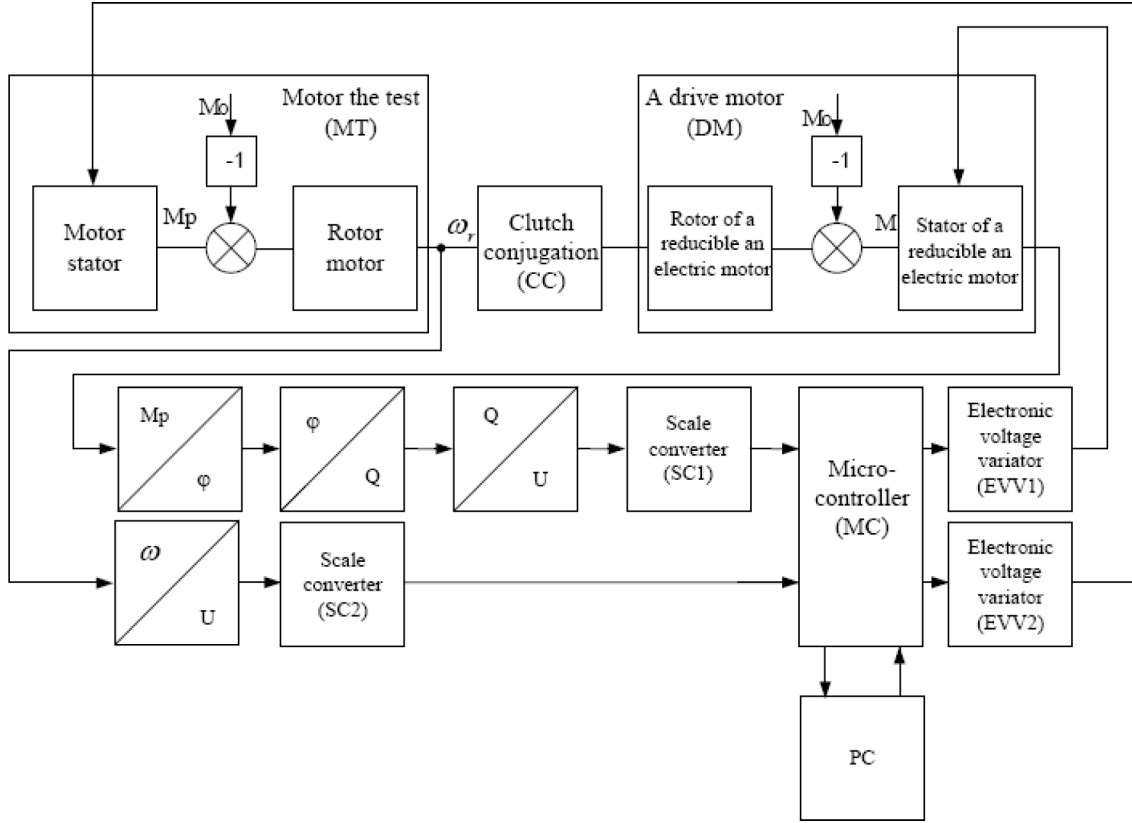 Motor the test
(MT)
Mo
-1
Motor
stator
Mp
Rotor
motor
ωr
Clutch
conjugation
(CC)
A drive motor
(DM)
Mo
-1
Rotor of a
reducible an
electric motor
M
Stator of a
reducible an
electric motor
Mp
φ
φ
Q
Q
U
Scale
converter
(SC1)
Micro-
controller
(MC)
Electronic
voltage
variator
(EVV1)
ω
U
Scale
converter
(SC2)
Electronic
voltage
variator
(EVV2)
PC